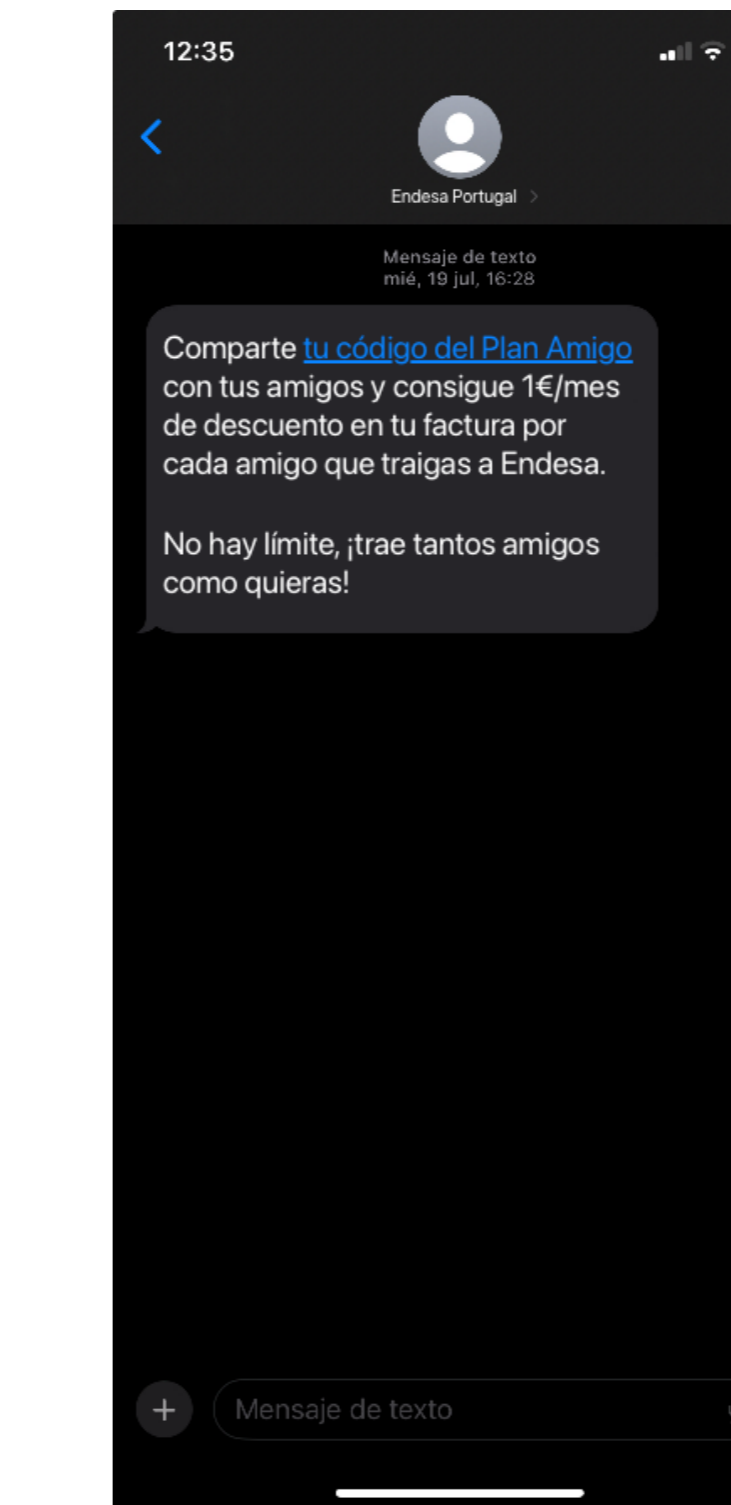 12:35
Endesa Portugal
Mensaje de texto
mié, 19 jul, 16:28
Comparte tu código del Plan Amigo
con tus amigos y consigue 1€/mes
de descuento en tu factura por
cada amigo que traigas a Endesa.
No hay límite, ¡trae tantos amigos
como quieras!
Mensaje de texto